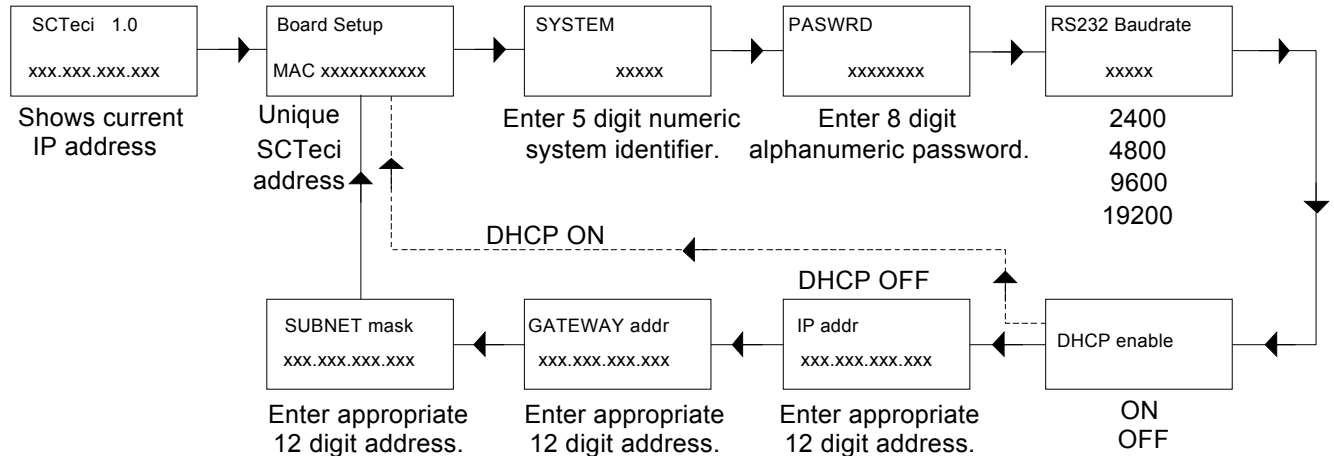 SCTeci 1.0
xxx.xxx.xxx.xxx
Shows current
IP address
Board Setup
MAC xxxxxxxxxxx
Unique
SCTeci
address
SYSTEM
xxxxx
Enter 5 digit numeric
system identifier.
PASWRD
xxxxxxxx
Enter 8 digit
alphanumeric password.
RS232 Baudrate
xxxxx
2400
4800
9600
19200
DHCP ON
DHCP OFF
SUBNET mask
xxx.xxx.xxx.xxx
Enter appropriate
12 digit address.
GATEWAY addr
xxx.xxx.xxx.xxx
Enter appropriate
12 digit address.
IP addr
xxx.xxx.xxx.xxx
Enter appropriate
12 digit address.
DHCP enable
ON
OFF